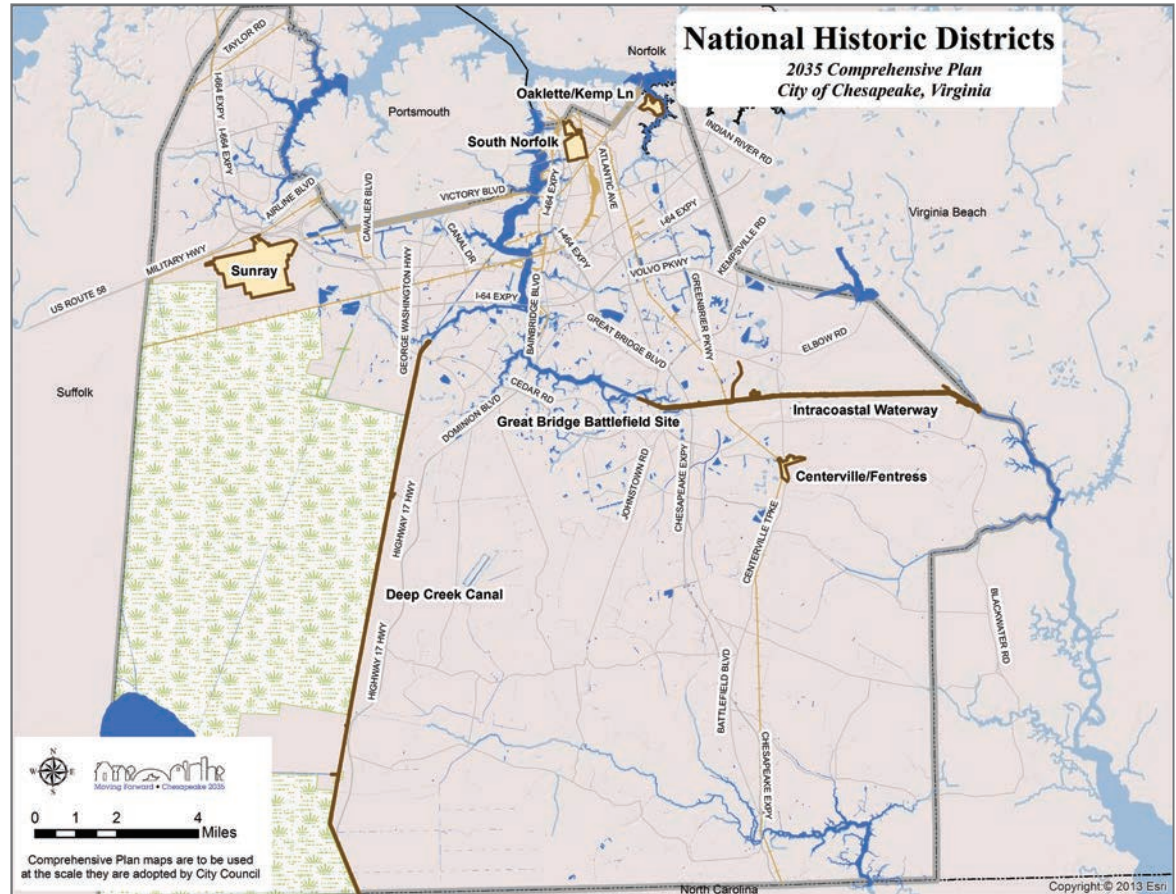 National Historic Districts
2035 Comprehensive Plan
City of Chesapeake, Virginia
TAYLOR RD
I-664 EXPY
I-664 EXPY
Portsmouth
Norfolk
Oaklette/Kemp Ln
South Norfolk
INDIAN RIVER RD
ATLANTIC AVE
I-464 EXPY
AIRLINE BLVD
VICTORY BLVD
CAVALIER BLVD
Virginia Beach
I-64 EXPY
KEMPSVILLE RD
MILITARY HWY
Sunray
CANAL DR
I-464 EXPY
VOLVO PKWY
US ROUTE 58
GEORGE WASHINGTON HWY
I-64 EXPY
BAINBRIDGE BLVD
GREENBRIER PKWY
GREAT BRIDGE BLVD
ELBOW RD
Suffolk
CEDAR RD
DOMINION BLVD
Intracoastal Waterway
Great Bridge Battlefield Site
JOHNSTOWN RD
CHESAPEAKE EXPY
Centerville/Fentress
HIGHWAY 17 HWY
CENTERVILLE TPKE
Deep Creek Canal
BLACKWATER RD
HIGHWAY 17 HWY
BATTLEFIELD BLVD
CHESAPEAKE EXPY
N
W E
S
Moving Forward • Chesapeake 2035
0 1 2 4
Miles
Comprehensive Plan maps are to be used
at the scale they are adopted by City Council
North Carolina
Copyright:© 2013 Esri